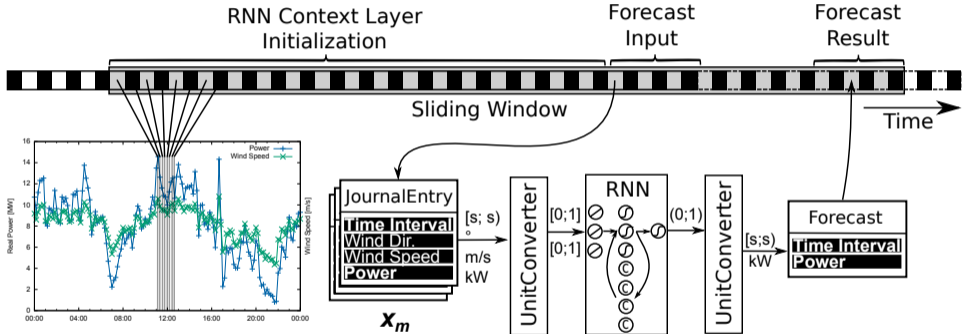 RNN Context Layer
Initialization
Forecast
Input
Forecast
Result
Sliding Window
Time
16
14
12
10
8
6
4
2
0
Real Power [MW]
Power
Wind Speed
Wind Speed [m/s]
00:00
04:00
08:00
12:00
16:00
20:00
00:00
JournalEntry
Time Interval
Wind Dir.
Wind Speed
Power
x_m
[s; s)
°
m/s
kW
UnitConverter
[0;1]
[0;1]
RNN
C
C
C
C
(0;1)
UnitConverter
[s;s)
kW
Forecast
Time Interval
Power